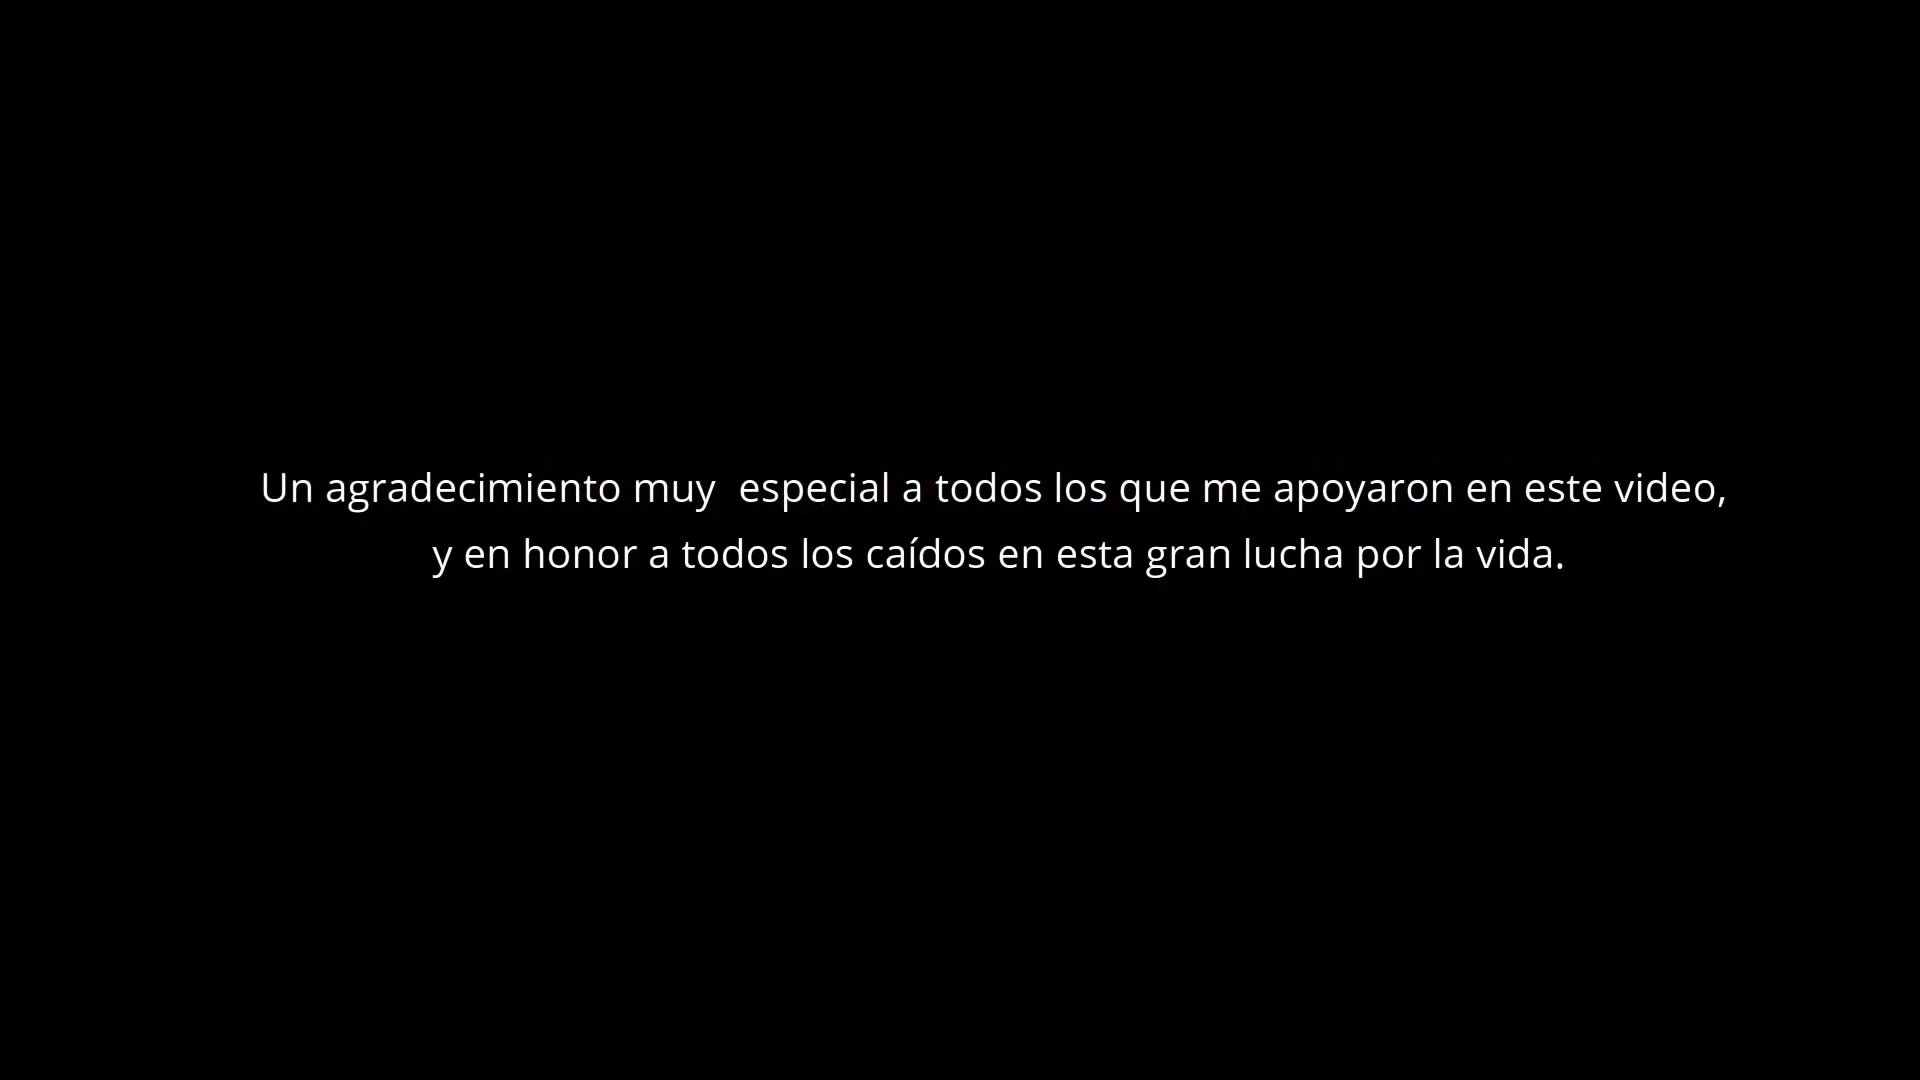 Un agradecimiento muy  especial a todos los que me apoyaron en este video,
y en honor a todos los caídos en esta gran lucha por la vida.